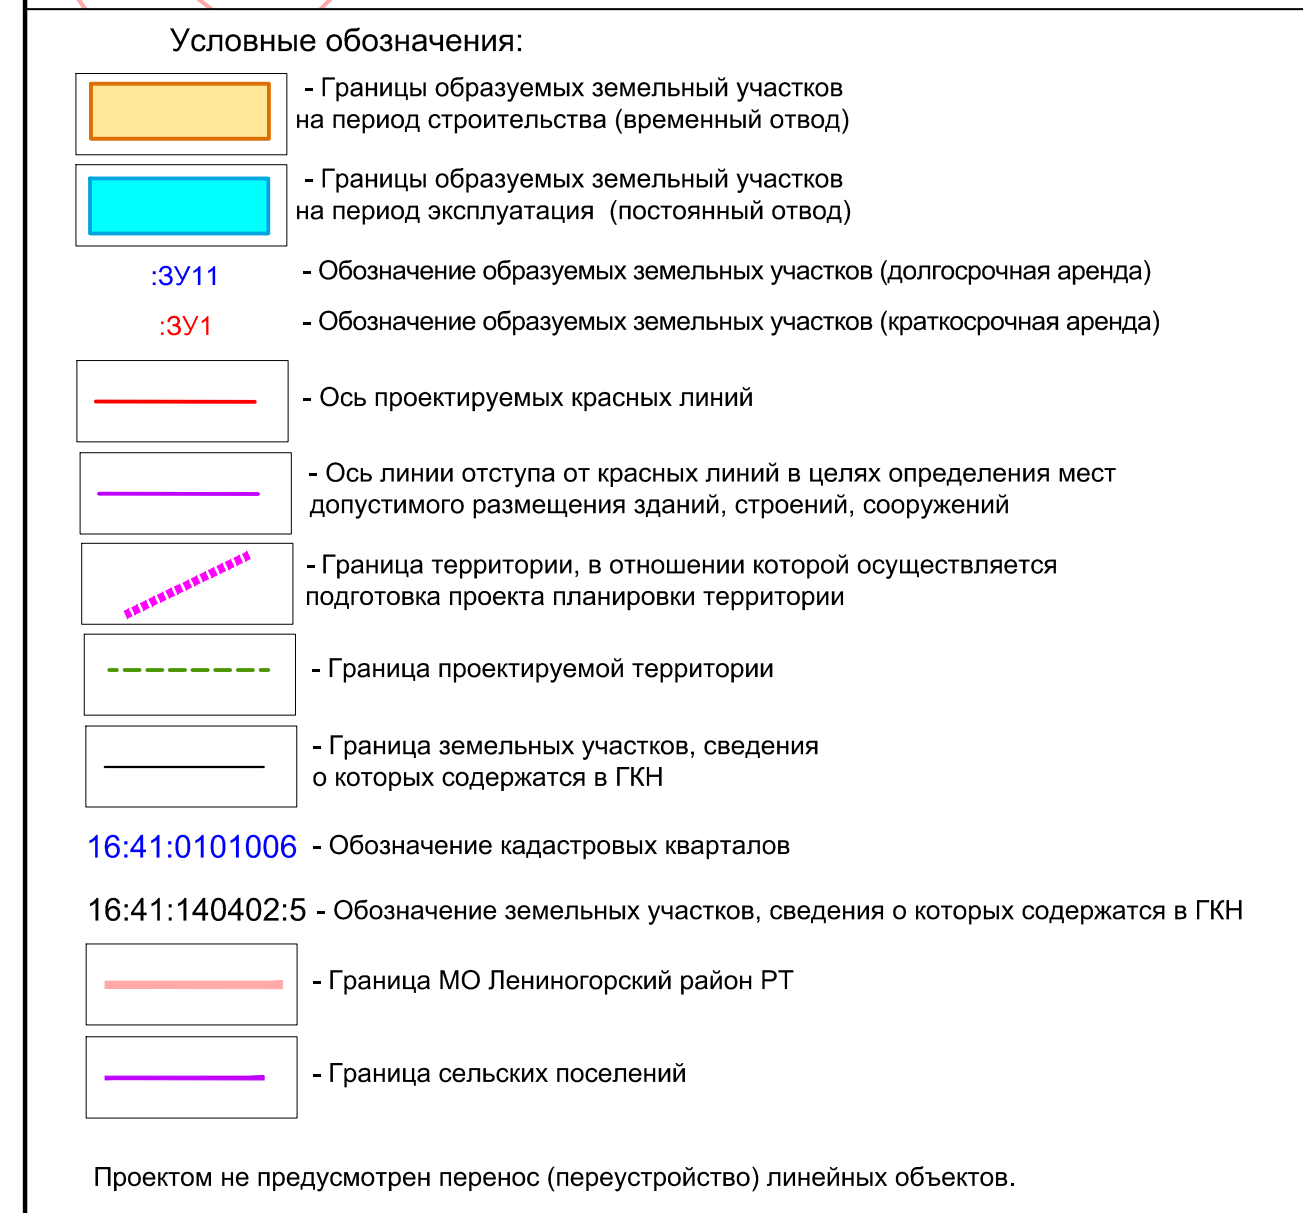 Условные обозначения:
- Границы образуемых земельный участков
на период строительства (временный отвод)
- Границы образуемых земельный участков
на период эксплуатация (постоянный отвод)
:ЗУ11 - Обозначение образуемых земельных участков (долгосрочная аренда)
:ЗУ1 - Обозначение образуемых земельных участков (краткосрочная аренда)
- Ось проектируемых красных линий
- Ось линии отступа от красных линий в целях определения мест
допустимого размещения зданий, строений, сооружений
- Граница территории, в отношении которой осуществляется
подготовка проекта планировки территории
- Граница проектируемой территории
- Граница земельных участков, сведения
о которых содержатся в ГКН
16:41:0101006 - Обозначение кадастровых кварталов
16:41:140402:5 - Обозначение земельных участков, сведения о которых содержатся в ГКН
- Граница МО Лениногорский район РТ
- Граница сельских поселений
Проектом не предусмотрен перенос (переустройство) линейных объектов.